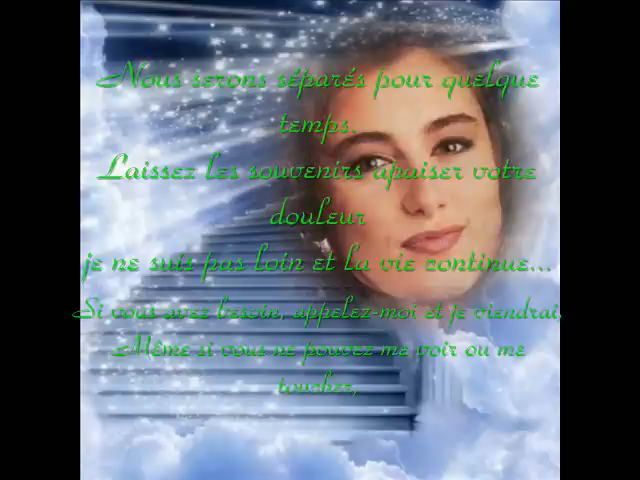 Nous serons séparés pour quelque
temps.
Laissez les souvenirs apaiser votre
douleur
je ne suis pas loin et la vie continue...
Si vous avez besoin, appelez-moi et je viendrai,
Même si vous ne pouvez me voir ou me
toucher,